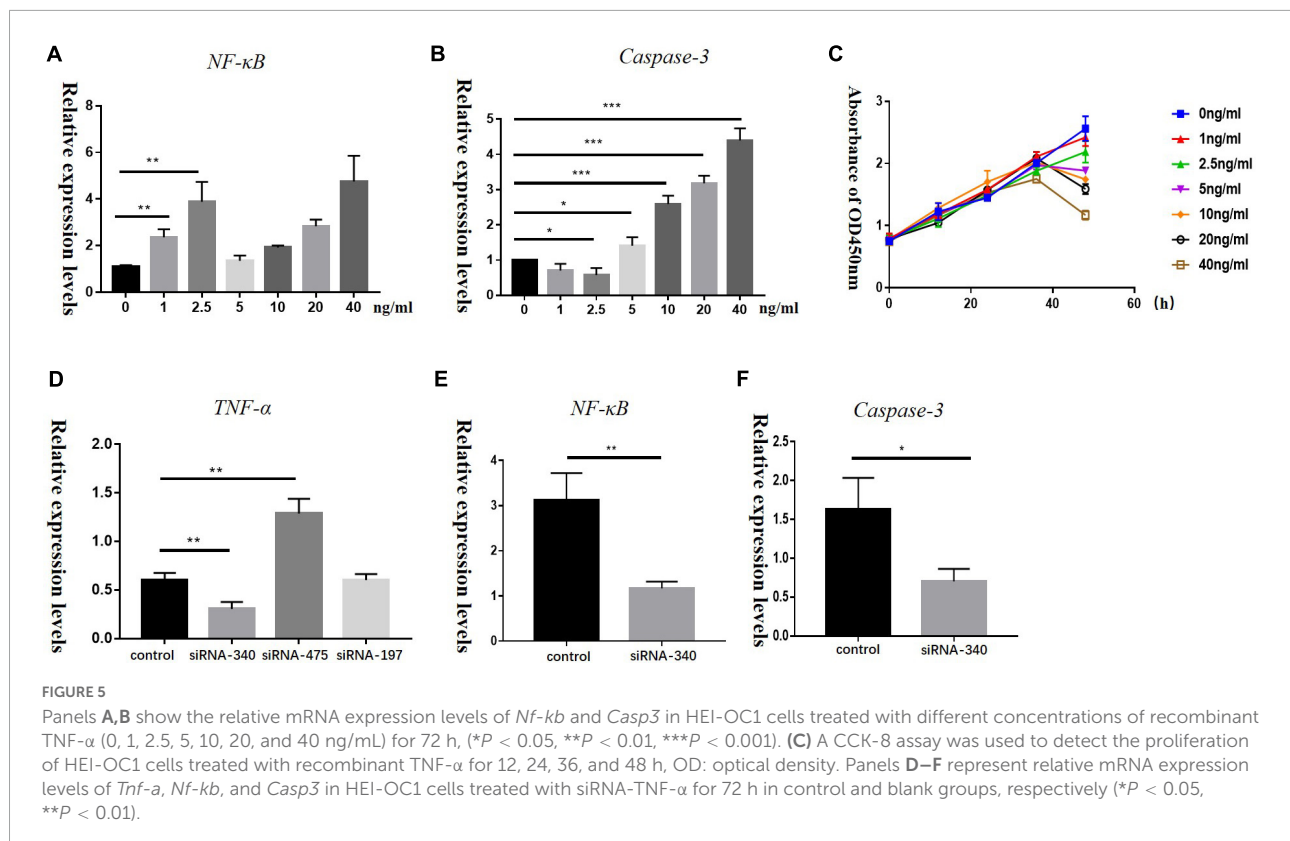 A
NF-κB
Relative expression levels
8
6
4
2
0
**
**
0 1 2.5 5 10 20 40 ng/ml
B
Caspase-3
Relative expression levels
5
4
3
2
1
0
***
***
***
*
*
0 1 2.5 5 10 20 40 ng/ml
C
Absorbance of OD450nm
3
2
1
0
0 20 40 60 (h)
0ng/ml
1ng/ml
2.5ng/ml
5ng/ml
10ng/ml
20ng/ml
40ng/ml
D
TNF-α
Relative expression levels
2.0
1.5
1.0
0.5
0.0
**
**
control siRNA-340 siRNA-475 siRNA-197
E
NF-κB
Relative expression levels
4
3
2
1
0
**
control siRNA-340
F
Caspase-3
Relative expression levels
2.5
2.0
1.5
1.0
0.5
0.0
*
control siRNA-340
FIGURE 5
Panels A,B show the relative mRNA expression levels of Nf-kb and Casp3 in HEI-OC1 cells treated with different concentrations of recombinant
TNF-α (0, 1, 2.5, 5, 10, 20, and 40 ng/mL) for 72 h, (*P < 0.05, **P < 0.01, ***P < 0.001). (C) A CCK-8 assay was used to detect the proliferation
of HEI-OC1 cells treated with recombinant TNF-α for 12, 24, 36, and 48 h, OD: optical density. Panels D–F represent relative mRNA expression
levels of Tnf-a, Nf-kb, and Casp3 in HEI-OC1 cells treated with siRNA-TNF-α for 72 h in control and blank groups, respectively (*P < 0.05,
**P < 0.01).